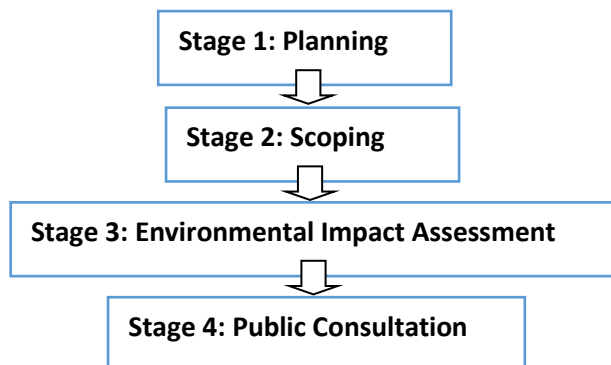 Stage 1: Planning
Stage 2: Scoping
Stage 3: Environmental Impact Assessment
Stage 4: Public Consultation